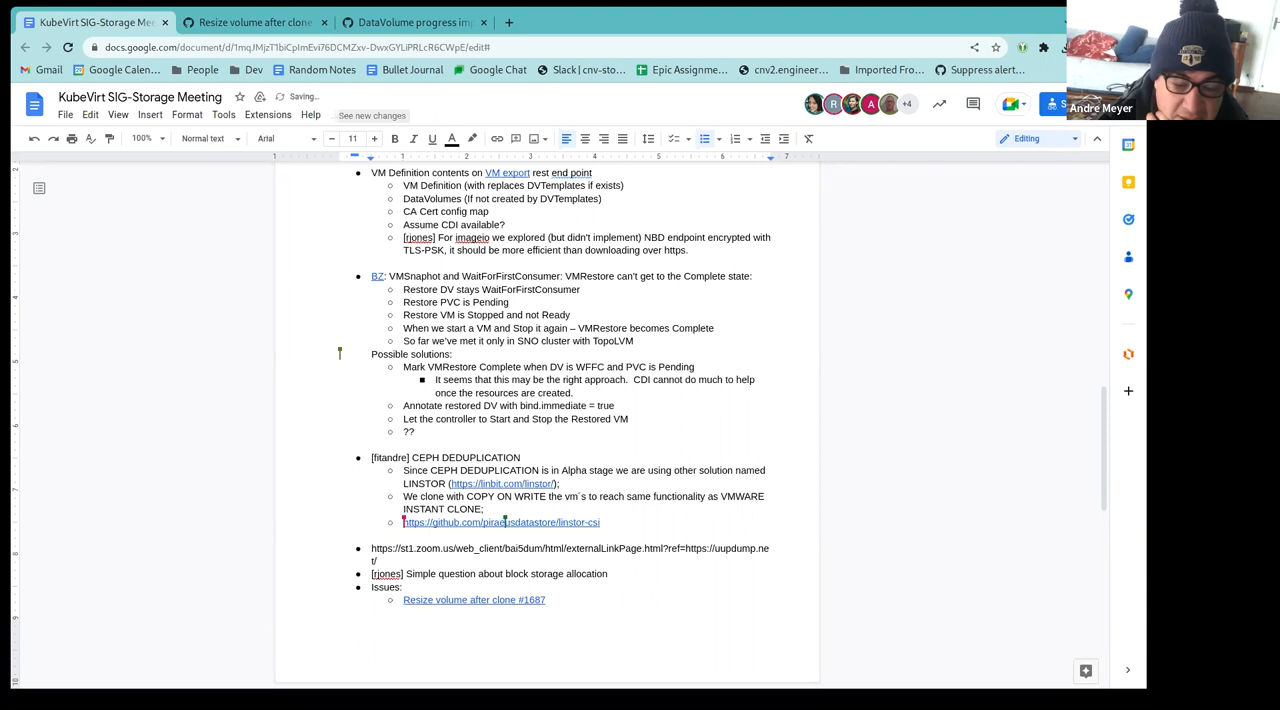 KubeVirt SIG-Storage Mee
Resize volume after clone
DataVolume progress imp
docs.google.com/document/d/1mqJMjzT1biCpImEvi76DCMZxv-DwxGYLiPRLcR6CWpE/edit#
Gmail
Google Calen...
People
Dev
Random Notes
Bullet Journal
Google Chat
Slack | cnv-sto...
Epic Assignme...
cnv2.engineer...
Imported Fro...
Suppress alert...
Andre Meyer
KubeVirt SIG-Storage Meeting
Saving...
R
A
+4
File Edit View Insert Format Tools Extensions Help
See new changes
100% Normal text Arial 11 Editing
VM Definition contents on VM export rest end point
VM Definition (with replaces DVTemplates if exists)
DataVolumes (If not created by DVTemplates)
CA Cert config map
Assume CDI available?
[rjones] For imageio we explored (but didn't implement) NBD endpoint encrypted with
TLS-PSK, it should be more efficient than downloading over https.
BZ: VMSnaphot and WaitForFirstConsumer: VMRestore can't get to the Complete state:
Restore DV stays WaitForFirstConsumer
Restore PVC is Pending
Restore VM is Stopped and not Ready
When we start a VM and Stop it again – VMRestore becomes Complete
So far we've met it only in SNO cluster with TopoLVM
Possible solutions:
Mark VMRestore Complete when DV is WFFC and PVC is Pending
It seems that this may be the right approach. CDI cannot do much to help
once the resources are created.
Annotate restored DV with bind.immediate = true
Let the controller to Start and Stop the Restored VM
??
[fitandre] CEPH DEDUPLICATION
Since CEPH DEDUPLICATION is in Alpha stage we are using other solution named
LINSTOR (https://linbit.com/linstor/);
We clone with COPY ON WRITE the vm´s to reach same functionality as VMWARE
INSTANT CLONE;
https://github.com/piraeusdatastore/linstor-csi
https://st1.zoom.us/web_client/bai5dum/html/externalLinkPage.html?ref=https://uupdump.ne
t/
[rjones] Simple question about block storage allocation
Issues:
Resize volume after clone #1687